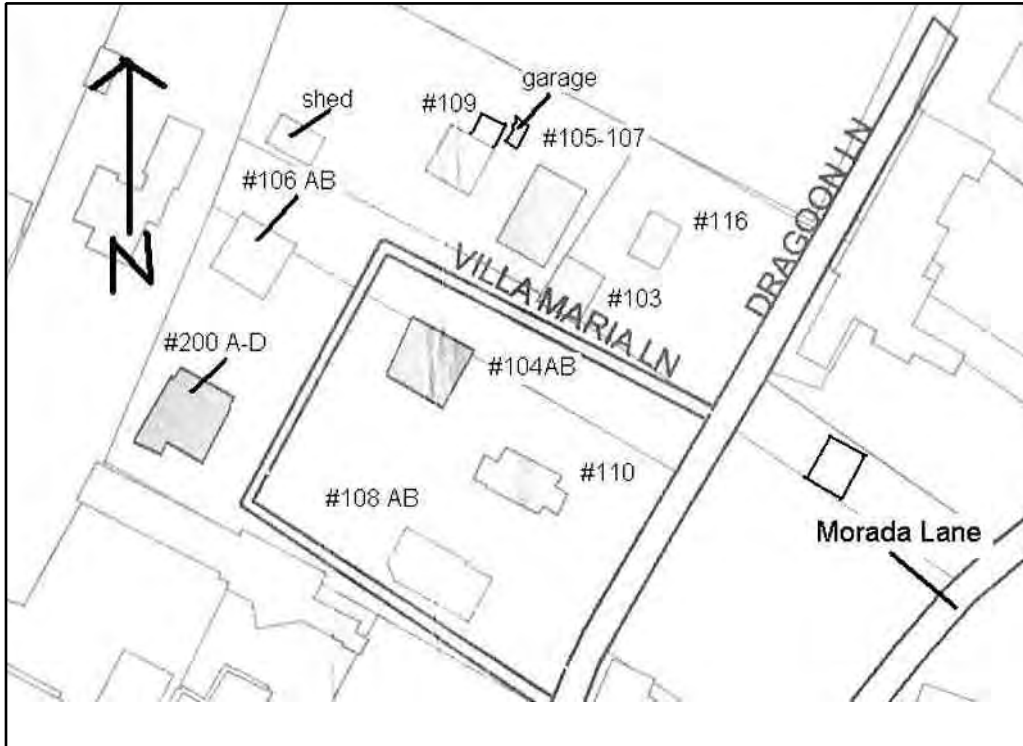 garage
shed
#109
#105-107
#106 AB
N
#116
DRAGOON LN
VILLA MARIA LN
#103
#200 A-D
#104AB
#110
#108 AB
Morada Lane